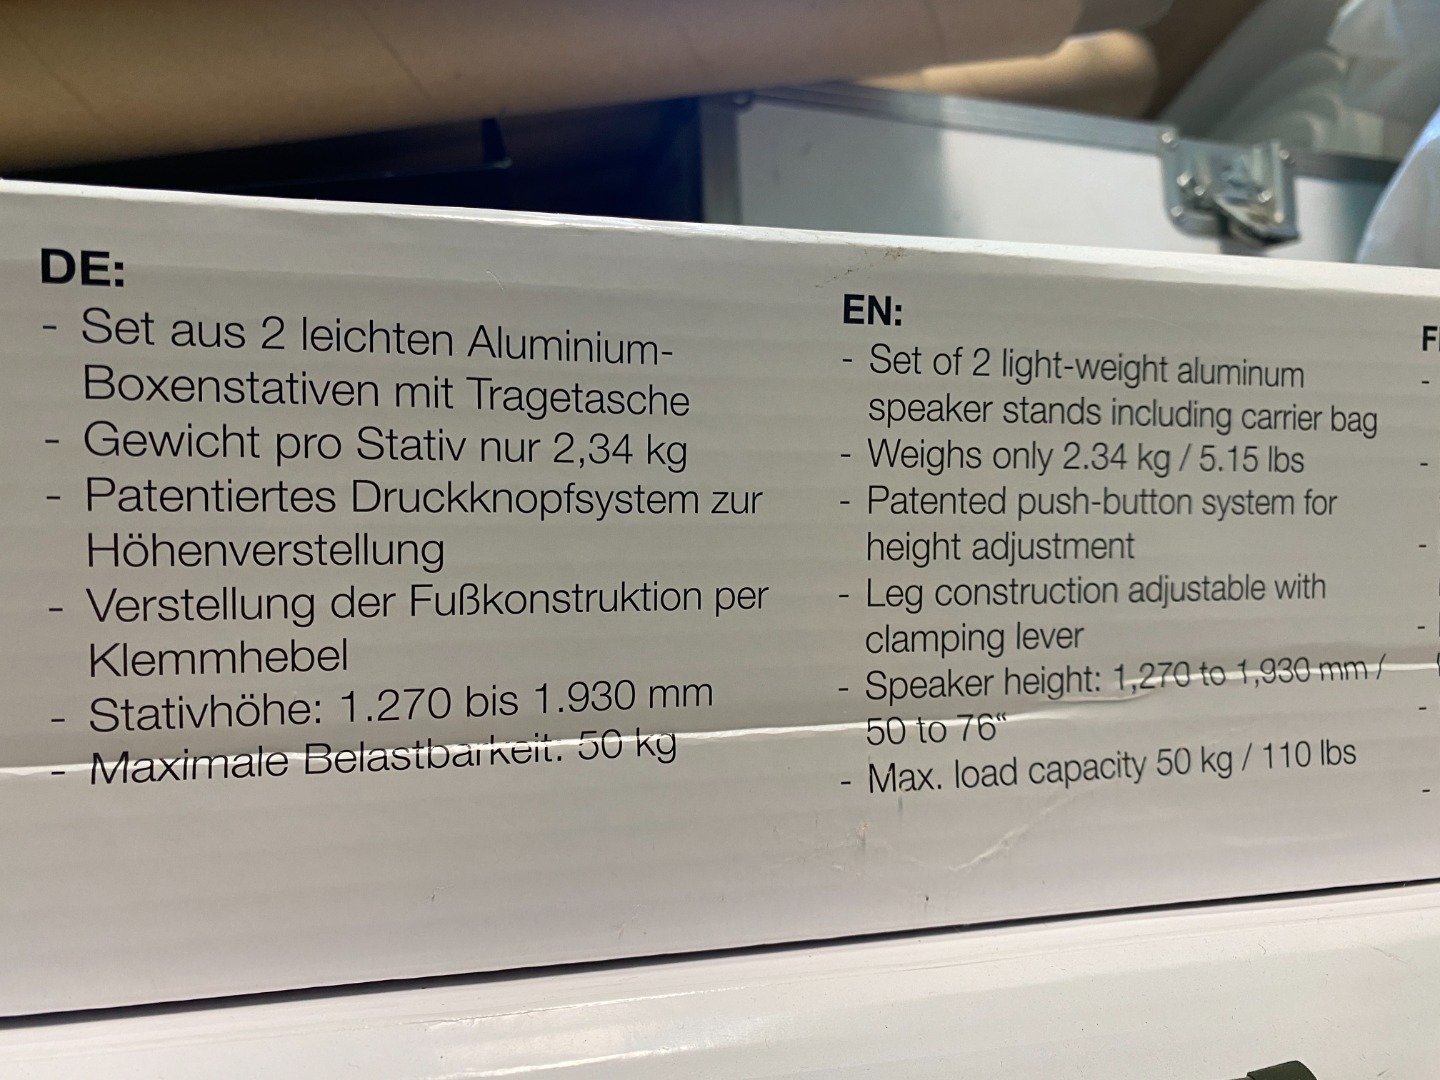 DE:
- Set aus 2 leichten Aluminium-
Boxenstativen mit Tragetasche
- Gewicht pro Stativ nur 2,34 kg
- Patentiertes Druckknopfsystem zur
Höhenverstellung
- Verstellung der Fußkonstruktion per
Klemmhebel
- Stativhöhe: 1.270 bis 1.930 mm
- Maximale Belastbarkeit: 50 kg
EN:
- Set of 2 light-weight aluminum
speaker stands including carrier bag
- Weighs only 2.34 kg / 5.15 lbs
- Patented push-button system for
height adjustment
- Leg construction adjustable with
clamping lever
- Speaker height: 1,270 to 1,930 mm /
50 to 76“
- Max. load capacity 50 kg / 110 lbs